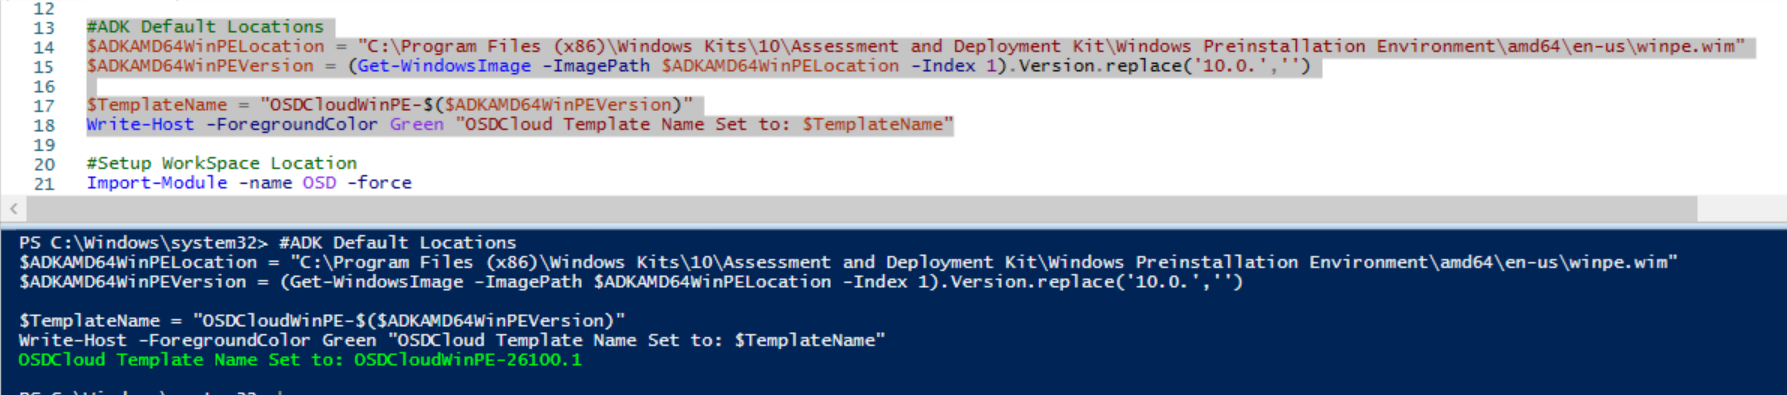 12
13 #ADK Default Locations
14 $ADKAMD64WinPELocation = "C:\Program Files (x86)\Windows Kits\10\Assessment and Deployment Kit\Windows Preinstallation Environment\amd64\en-us\winpe.wim"
15 $ADKAMD64WinPEVersion = (Get-WindowsImage -ImagePath $ADKAMD64WinPELocation -Index 1).Version.replace('10.0.','')
16
17 $TemplateName = "OSDCloudWinPE-$($ADKAMD64WinPEVersion)"
18 Write-Host -ForegroundColor Green "OSDCloud Template Name Set to: $TemplateName"
19
20 #Setup WorkSpace Location
21 Import-Module -name OSD -force
PS C:\Windows\system32> #ADK Default Locations
$ADKAMD64WinPELocation = "C:\Program Files (x86)\Windows Kits\10\Assessment and Deployment Kit\Windows Preinstallation Environment\amd64\en-us\winpe.wim"
$ADKAMD64WinPEVersion = (Get-WindowsImage -ImagePath $ADKAMD64WinPELocation -Index 1).Version.replace('10.0.','')
$TemplateName = "OSDCloudWinPE-$($ADKAMD64WinPEVersion)"
Write-Host -ForegroundColor Green "OSDCloud Template Name Set to: $TemplateName"
OSDCloud Template Name Set to: OSDCloudWinPE-26100.1